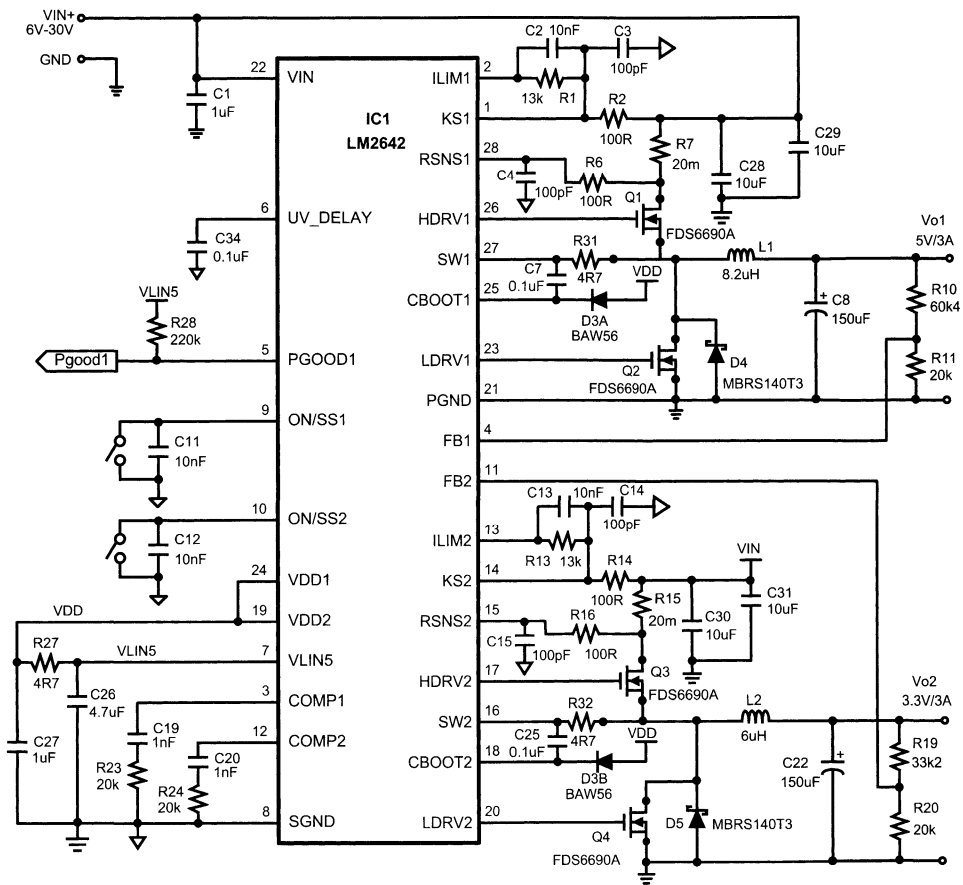 VIN+
6V-30V
GND
22
VIN
C1
1uF
IC1
LM2642
ILIM1
2
C2
10nF
C3
100pF
13k
R1
KS1
1
R2
100R
R7
20m
C29
10uF
C28
10uF
RSNS1
28
C4
100pF
R6
100R
Q1
6
UV_DELAY
HDRV1
26
FDS6690A
C34
0.1uF
SW1
27
R31
4R7
C7
0.1uF
VDD
L1
8.2uH
Vo1
5V/3A
CBOOT1
25
D3A
BAW56
C8
+
150uF
R10
60k4
VLIN5
R28
220k
Pgood1
5
PGOOD1
LDRV1
23
Q2
FDS6690A
D4
MBRS140T3
R11
20k
PGND
21
9
ON/SS1
C11
10nF
FB1
4
FB2
11
C13
10nF
C14
100pF
10
ON/SS2
C12
10nF
ILIM2
13
R13
13k
KS2
14
R14
100R
VIN
R15
20m
C31
10uF
C30
10uF
24
VDD1
VDD
19
VDD2
RSNS2
15
C15
100pF
R16
100R
R27
4R7
VLIN5
7
VLIN5
C26
4.7uF
HDRV2
17
Q3
FDS6690A
3
COMP1
C19
1nF
SW2
16
R32
4R7
C25
0.1uF
VDD
L2
6uH
Vo2
3.3V/3A
C27
1uF
12
COMP2
C20
1nF
CBOOT2
18
D3B
BAW56
C22
+
150uF
R19
33k2
R23
20k
R24
20k
8
SGND
LDRV2
20
Q4
FDS6690A
D5
MBRS140T3
R20
20k